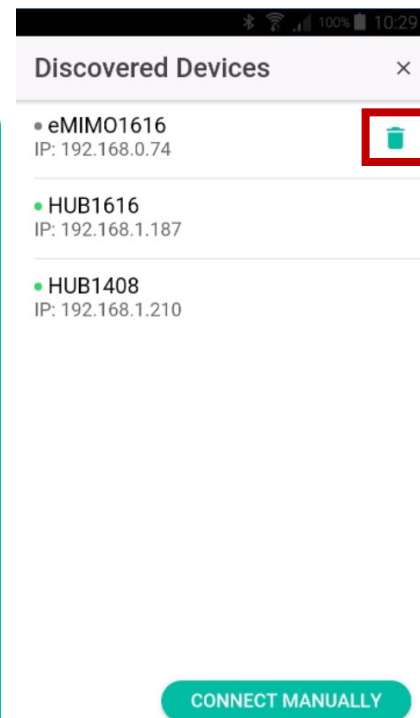 100% 10:29
Discovered Devices ×
• eMIMO1616
IP: 192.168.0.74
• HUB1616
IP: 192.168.1.187
• HUB1408
IP: 192.168.1.210
CONNECT MANUALLY